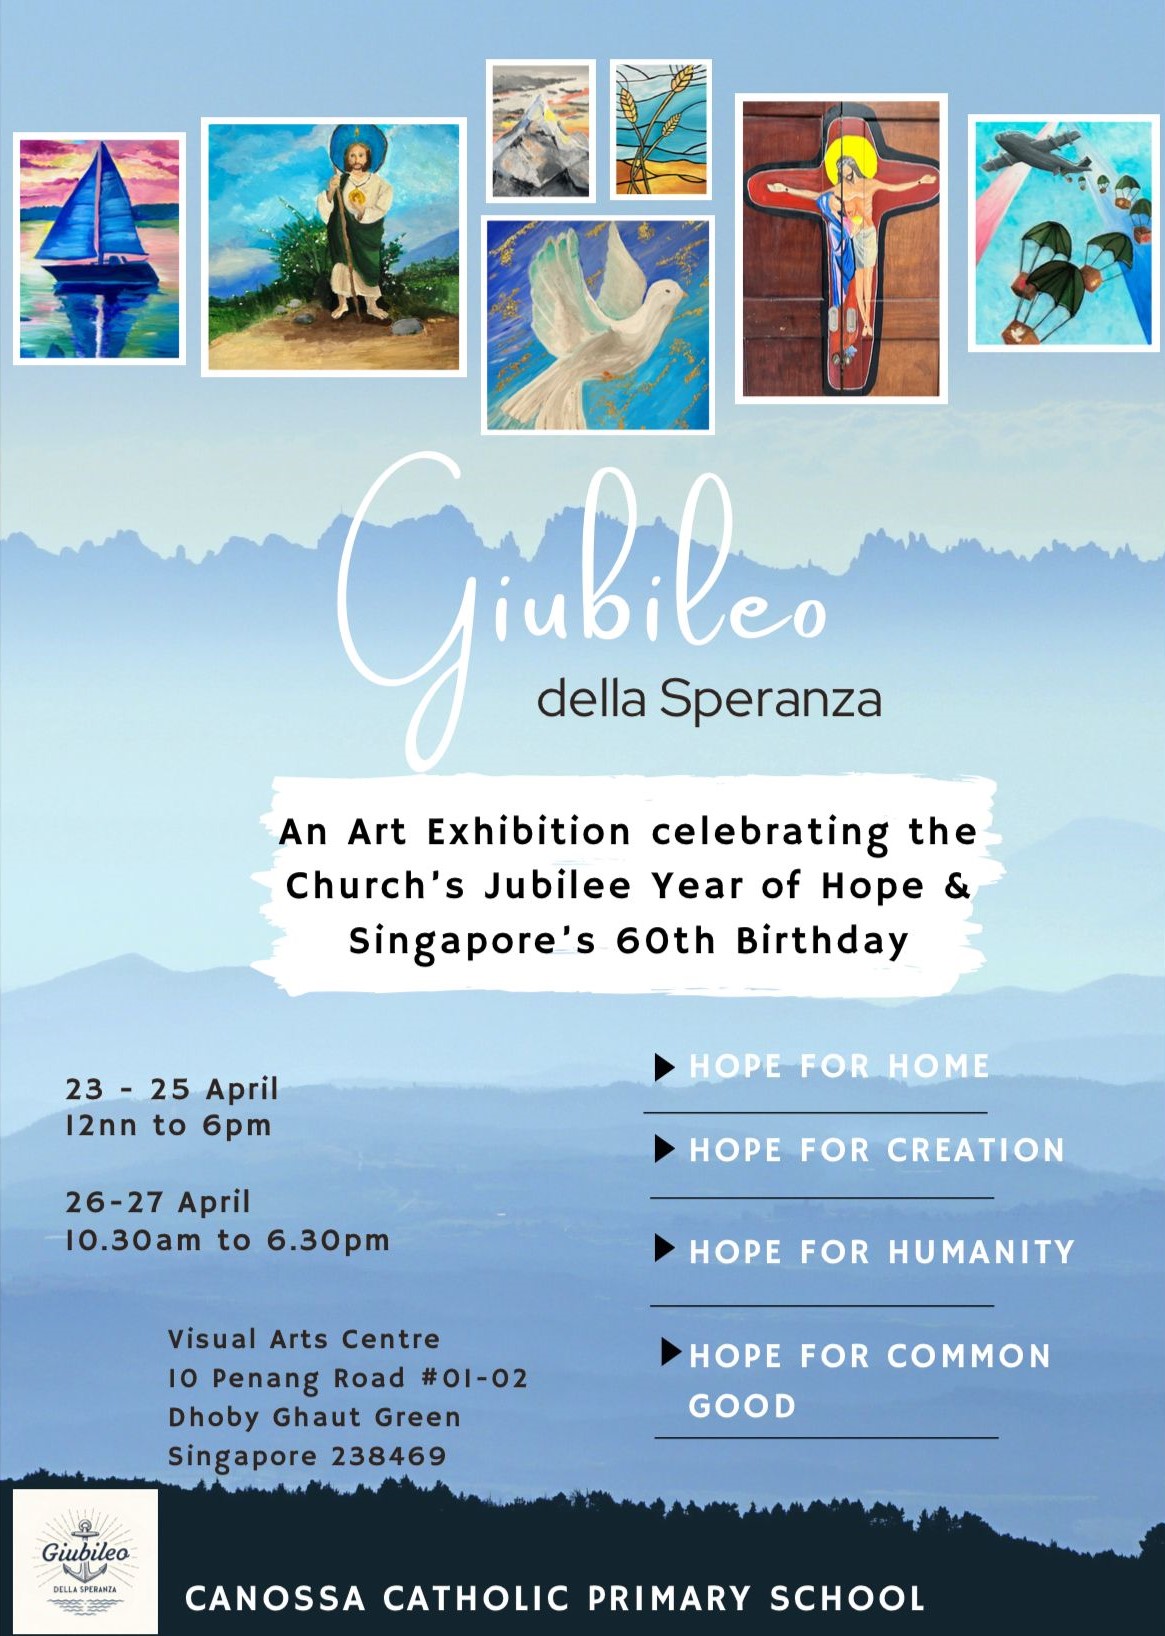 Giubileo
della Speranza
An Art Exhibition celebrating the
Church's Jubilee Year of Hope &
Singapore's 60th Birthday
23 - 25 April
12nn to 6pm
26-27 April
10.30am to 6.30pm
Visual Arts Centre
10 Penang Road #01-02
Dhoby Ghaut Green
Singapore 238469
HOPE FOR HOME
HOPE FOR CREATION
HOPE FOR HUMANITY
HOPE FOR COMMON
GOOD
Giubileo
DELLA SPERANZA
CANOSSA CATHOLIC PRIMARY SCHOOL